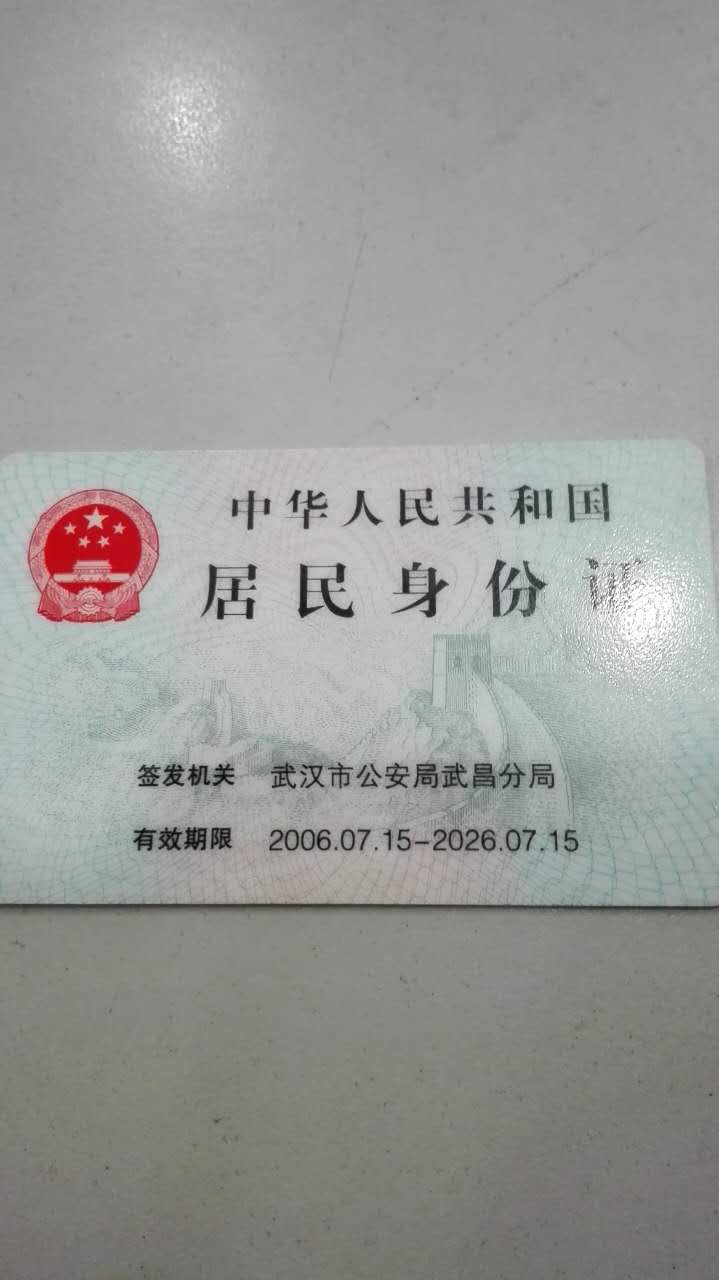 中华人民共和国
居民身份证
签发机关 武汉市公安局武昌分局
有效期限 2006.07.15-2026.07.15